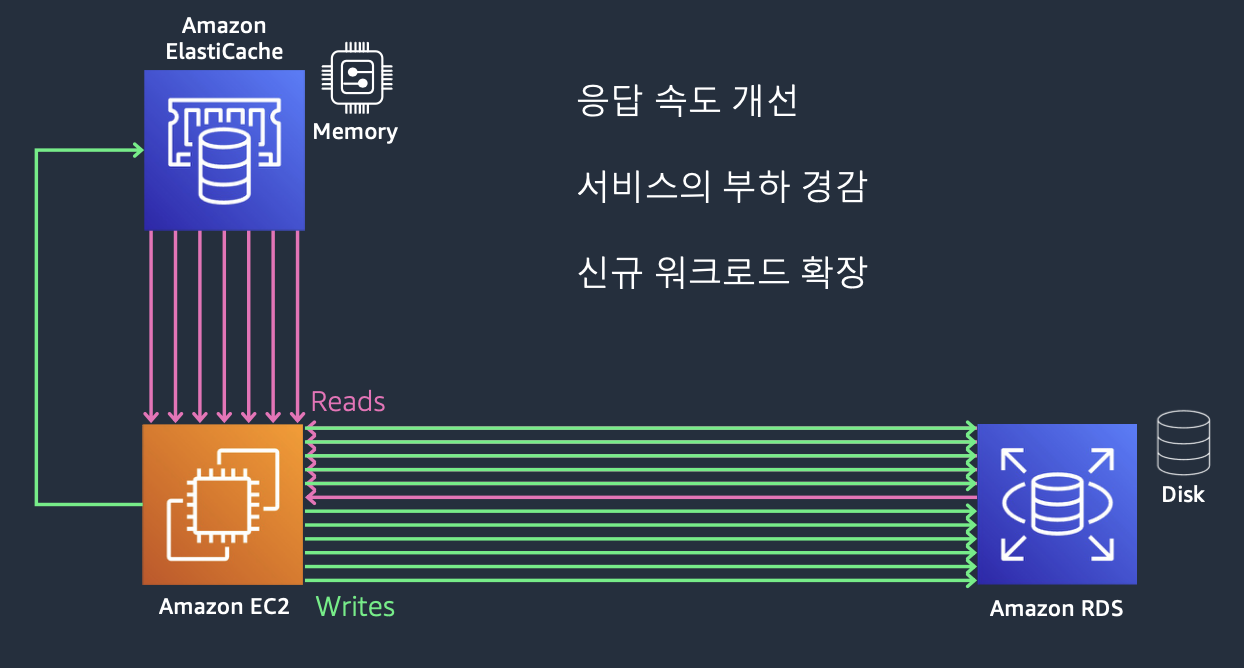 Amazon
ElastiCache
Memory
응답 속도 개선
서비스의 부하 경감
신규 워크로드 확장
Reads
Disk
Amazon EC2
Writes
Amazon RDS